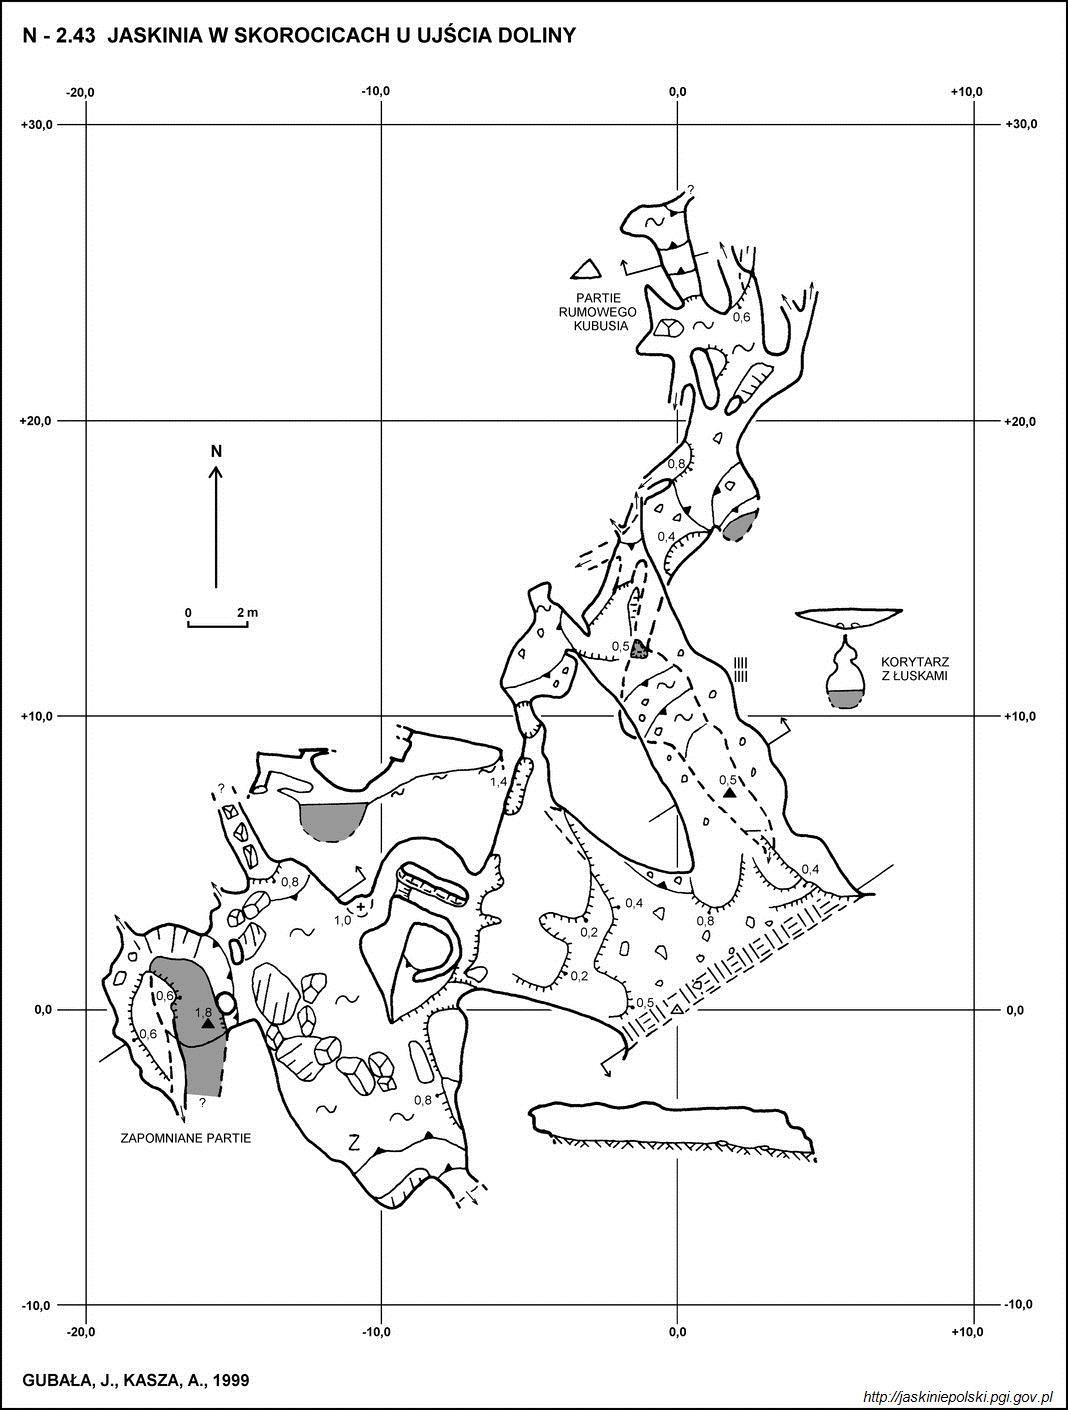 N - 2.43 JASKINIA W SKOROCICACH U UJŚCIA DOLINY
-20,0 -10,0 0,0 +10,0
+30,0 +30,0
?
PARTIE
RUMOWEGO
KUBUSIA
0,6
+20,0 +20,0
N
0,8
0,4
0 2 m
0,5
KORYTARZ
Z ŁUSKAMI
+10,0 +10,0
1,4
0,5
?
0,8
0,4
1,0
0,4
0,8
0,2
0,2
0,6
1,8
0,5
0,0 0,0
0,6
0,8
?
ZAPOMNIANE PARTIE
Z
-10,0 -10,0
-20,0 -10,0 0,0 +10,0
GUBAŁA, J., KASZA, A., 1999
http://jaskiniepolski.pgi.gov.pl